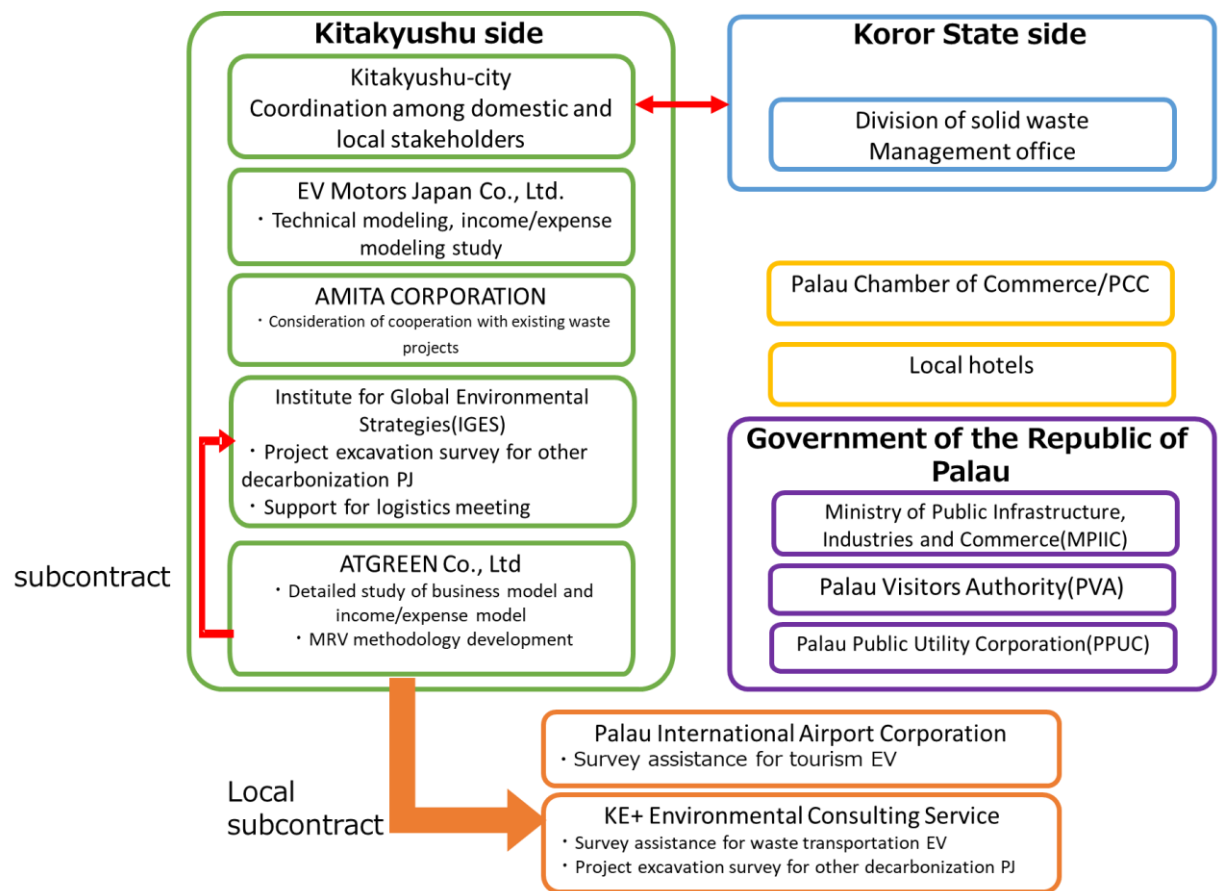 Kitakyushu side
Kitakyushu-city
Coordination among domestic and
local stakeholders
EV Motors Japan Co., Ltd.
・Technical modeling, income/expense
modeling study
AMITA CORPORATION
・Consideration of cooperation with existing waste
projects
Institute for Global Environmental
Strategies(IGES)
・Project excavation survey for other
decarbonization PJ
・Support for logistics meeting
ATGREEN Co., Ltd
・Detailed study of business model and
income/expense model
・MRV methodology development
subcontract
Koror State side
Division of solid waste
Management office
Palau Chamber of Commerce/PCC
Local hotels
Government of the Republic of
Palau
Ministry of Public Infrastructure,
Industries and Commerce(MPIIC)
Palau Visitors Authority(PVA)
Palau Public Utility Corporation(PPUC)
Local
subcontract
Palau International Airport Corporation
・Survey assistance for tourism EV
KE+ Environmental Consulting Service
・Survey assistance for waste transportation EV
・Project excavation survey for other decarbonization PJ